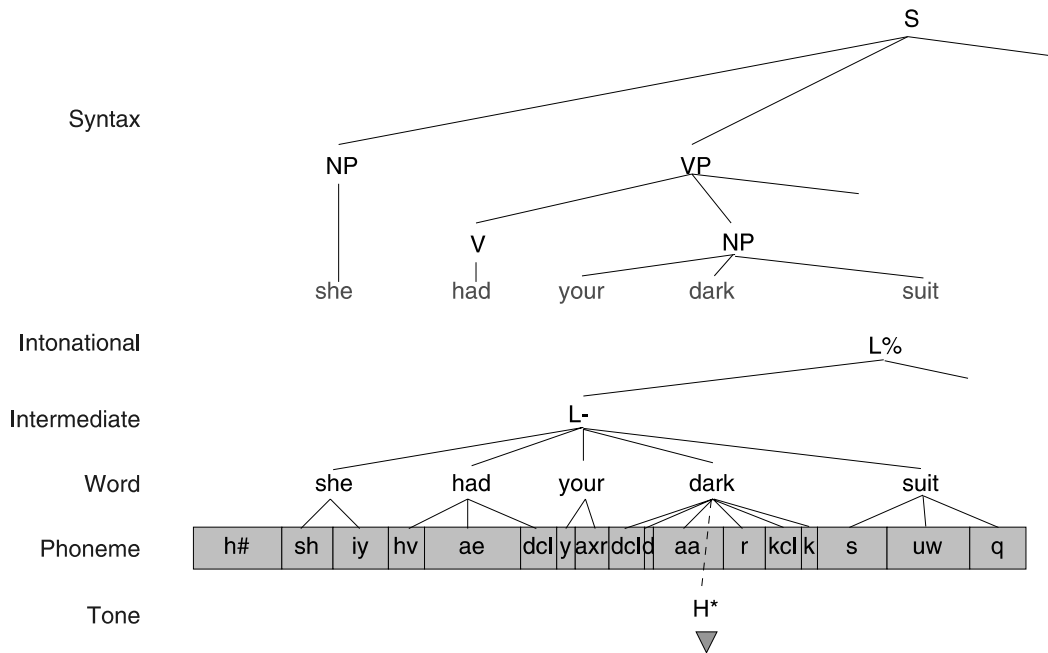 S
Syntax
NP VP
V NP
she had your dark suit
Intonational L%
Intermediate L-
Word she had your dark suit
Phoneme h# sh iy hv ae dcl y axr dcl d aa r kcl k s uw q
Tone H*